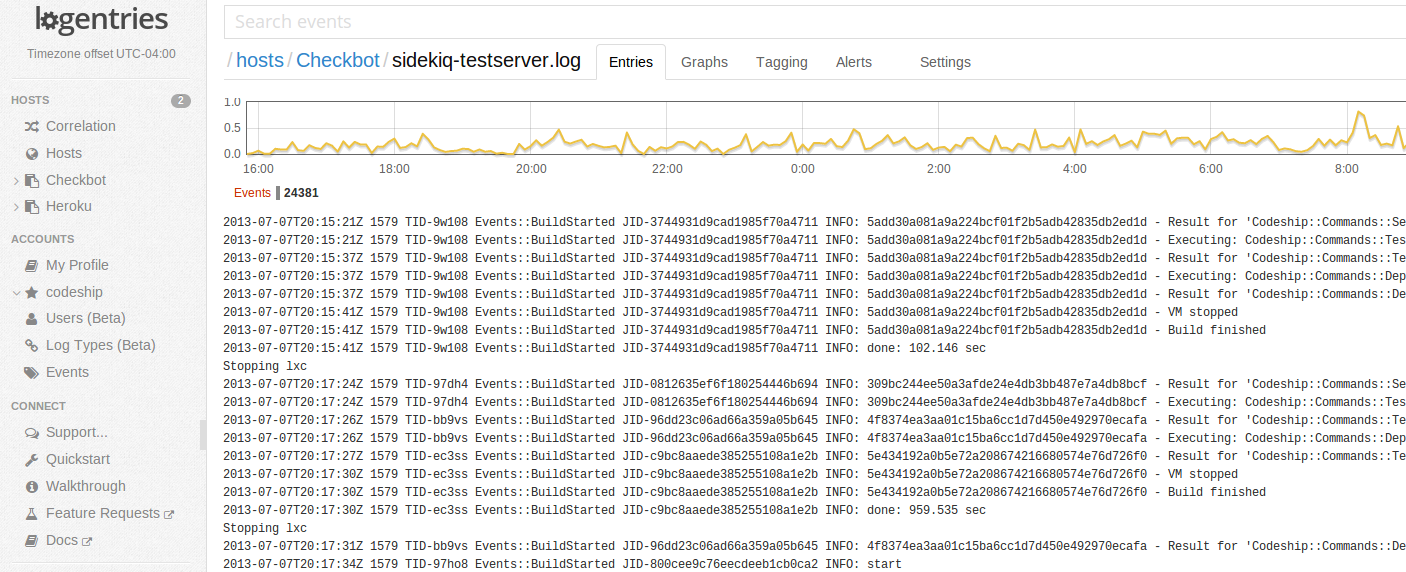 logentries
Timezone offset UTC-04:00
HOSTS 2
Correlation
Hosts
Checkbot
Heroku
ACCOUNTS
My Profile
codeship
Users (Beta)
Log Types (Beta)
Events
CONNECT
Support...
Quickstart
Walkthrough
Feature Requests
Docs
Search events
/ hosts / Checkbot / sidekiq-testserver.log Entries Graphs Tagging Alerts Settings
1.0
0.5
0.0
16:00 18:00 20:00 22:00 0:00 2:00 4:00 6:00 8:00
Events 24381
2013-07-07T20:15:21Z 1579 TID-9w108 Events::BuildStarted JID-3744931d9cad1985f70a4711 INFO: 5add30a081a9a224bcf01f2b5adb42835db2ed1d - Result for 'Codeship::Commands::Se
2013-07-07T20:15:21Z 1579 TID-9w108 Events::BuildStarted JID-3744931d9cad1985f70a4711 INFO: 5add30a081a9a224bcf01f2b5adb42835db2ed1d - Executing: Codeship::Commands::Tes
2013-07-07T20:15:37Z 1579 TID-9w108 Events::BuildStarted JID-3744931d9cad1985f70a4711 INFO: 5add30a081a9a224bcf01f2b5adb42835db2ed1d - Result for 'Codeship::Commands::Te
2013-07-07T20:15:37Z 1579 TID-9w108 Events::BuildStarted JID-3744931d9cad1985f70a4711 INFO: 5add30a081a9a224bcf01f2b5adb42835db2ed1d - Executing: Codeship::Commands::Dep
2013-07-07T20:15:37Z 1579 TID-9w108 Events::BuildStarted JID-3744931d9cad1985f70a4711 INFO: 5add30a081a9a224bcf01f2b5adb42835db2ed1d - Result for 'Codeship::Commands::De
2013-07-07T20:15:41Z 1579 TID-9w108 Events::BuildStarted JID-3744931d9cad1985f70a4711 INFO: 5add30a081a9a224bcf01f2b5adb42835db2ed1d - VM stopped
2013-07-07T20:15:41Z 1579 TID-9w108 Events::BuildStarted JID-3744931d9cad1985f70a4711 INFO: 5add30a081a9a224bcf01f2b5adb42835db2ed1d - Build finished
2013-07-07T20:15:41Z 1579 TID-9w108 Events::BuildStarted JID-3744931d9cad1985f70a4711 INFO: done: 102.146 sec
Stopping lxc
2013-07-07T20:17:24Z 1579 TID-97dh4 Events::BuildStarted JID-0812635ef6f180254446b694 INFO: 309bc244ee50a3afde24e4db3bb487e7a4db8bcf - Result for 'Codeship::Commands::Se
2013-07-07T20:17:24Z 1579 TID-97dh4 Events::BuildStarted JID-0812635ef6f180254446b694 INFO: 309bc244ee50a3afde24e4db3bb487e7a4db8bcf - Executing: Codeship::Commands::Tes
2013-07-07T20:17:26Z 1579 TID-bb9vs Events::BuildStarted JID-96dd23c06ad66a359a05b645 INFO: 4f8374ea3aa01c15ba6cc1d7d450e492970ecafa - Result for 'Codeship::Commands::Te
2013-07-07T20:17:26Z 1579 TID-bb9vs Events::BuildStarted JID-96dd23c06ad66a359a05b645 INFO: 4f8374ea3aa01c15ba6cc1d7d450e492970ecafa - Executing: Codeship::Commands::Dep
2013-07-07T20:17:27Z 1579 TID-ec3ss Events::BuildStarted JID-c9bc8aaede385255108a1e2b INFO: 5e434192a0b5e72a208674216680574e76d726f0 - Result for 'Codeship::Commands::Te
2013-07-07T20:17:30Z 1579 TID-ec3ss Events::BuildStarted JID-c9bc8aaede385255108a1e2b INFO: 5e434192a0b5e72a208674216680574e76d726f0 - VM stopped
2013-07-07T20:17:30Z 1579 TID-ec3ss Events::BuildStarted JID-c9bc8aaede385255108a1e2b INFO: 5e434192a0b5e72a208674216680574e76d726f0 - Build finished
2013-07-07T20:17:30Z 1579 TID-ec3ss Events::BuildStarted JID-c9bc8aaede385255108a1e2b INFO: done: 959.535 sec
Stopping lxc
2013-07-07T20:17:31Z 1579 TID-bb9vs Events::BuildStarted JID-96dd23c06ad66a359a05b645 INFO: 4f8374ea3aa01c15ba6cc1d7d450e492970ecafa - Result for 'Codeship::Commands::De
2013-07-07T20:17:34Z 1579 TID-97ho8 Events::BuildStarted JID-800cee9c76eecdeeb1cb0ca2 INFO: start